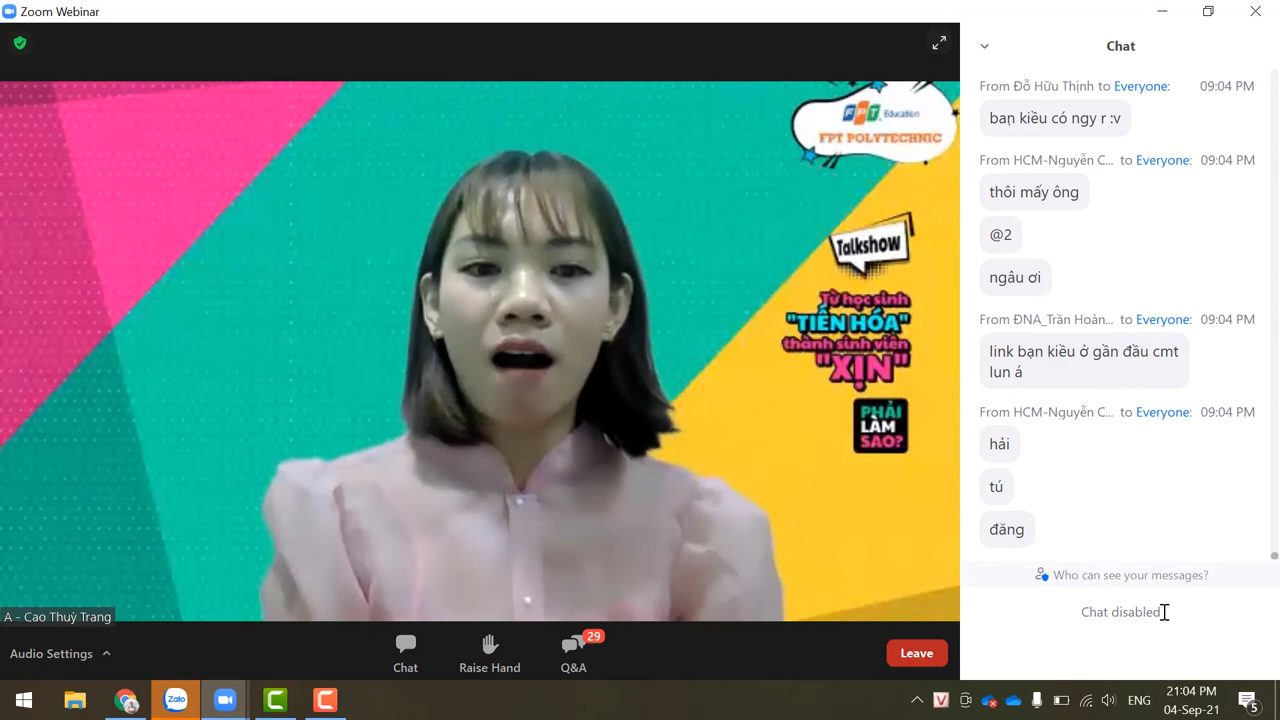 Zoom Webinar
FPT Education
FPT POLYTECHNIC
Talkshow
Từ học sinh
"TIẾN HÓA"
thành sinh viên
"XỊN"
PHẢI
LÀM
SAO?
A - Cao Thuỳ Trang
Chat
From Đỗ Hữu Thịnh to Everyone: 09:04 PM
bạn kiều có ngy r :v
From HCM-Nguyễn C... to Everyone: 09:04 PM
thôi mấy ông
@2
ngâu ơi
From ĐNA_Trần Hoàn... to Everyone: 09:04 PM
link bạn kiều ở gần đầu cmt
lun á
From HCM-Nguyễn C... to Everyone: 09:04 PM
hải
tú
đăng
Who can see your messages?
Chat disabled
Audio Settings
Chat
Raise Hand
29
Q&A
Leave
Zalo
ENG
21:04 PM
04-Sep-21
5